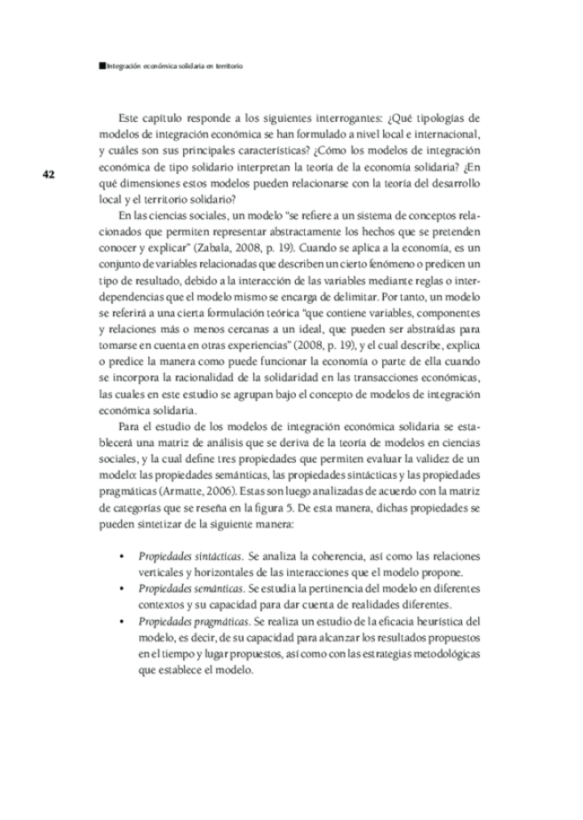 Integración económica solidaria en territorio
Este capítulo responde a los siguientes interrogantes: ¿Qué tipologías de
modelos de integración económica se han formulado a nivel local e internacional,
y cuáles son sus principales características? ¿Cómo los modelos de integración
económica de tipo solidario interpretan la teoría de la economía solidaria? ¿En
42
qué dimensiones estos modelos pueden relacionarse con la teoría del desarrollo
local y el territorio solidario?
En las ciencias sociales, un modelo “se refiere a un sistema de conceptos rela-
cionados que permiten representar abstractamente los hechos que se pretenden
conocer y explicar” (Zabala, 2008, p. 19). Cuando se aplica a la economía, es un
conjunto de variables relacionadas que describen un cierto fenómeno o predicen un
tipo de resultado, debido a la interacción de las variables mediante reglas o inter-
dependencias que el modelo mismo se encarga de delimitar. Por tanto, un modelo
se referirá a una cierta formulación teórica “que contiene variables, componentes
y relaciones más o menos cercanas a un ideal, que pueden ser abstraídas para
tomarse en cuenta en otras experiencias” (2008, p. 19), y el cual describe, explica
o predice la manera como puede funcionar la economía o parte de ella cuando
se incorpora la racionalidad de la solidaridad en las transacciones económicas,
las cuales en este estudio se agrupan bajo el concepto de modelos de integración
económica solidaria.
Para el estudio de los modelos de integración económica solidaria se esta-
blecerá una matriz de análisis que se deriva de la teoría de modelos en ciencias
sociales, y la cual define tres propiedades que permiten evaluar la validez de un
modelo: las propiedades semánticas, las propiedades sintácticas y las propiedades
pragmáticas (Armatte, 2006). Estas son luego analizadas de acuerdo con la matriz
de categorías que se reseña en la figura 5. De esta manera, dichas propiedades se
pueden sintetizar de la siguiente manera:
• Propiedades sintácticas. Se analiza la coherencia, así como las relaciones
verticales y horizontales de las interacciones que el modelo propone.
• Propiedades semánticas. Se estudia la pertinencia del modelo en diferentes
contextos y su capacidad para dar cuenta de realidades diferentes.
• Propiedades pragmáticas. Se realiza un estudio de la eficacia heurística del
modelo, es decir, de su capacidad para alcanzar los resultados propuestos
en el tiempo y lugar propuestos, así como con las estrategias metodológicas
que establece el modelo.